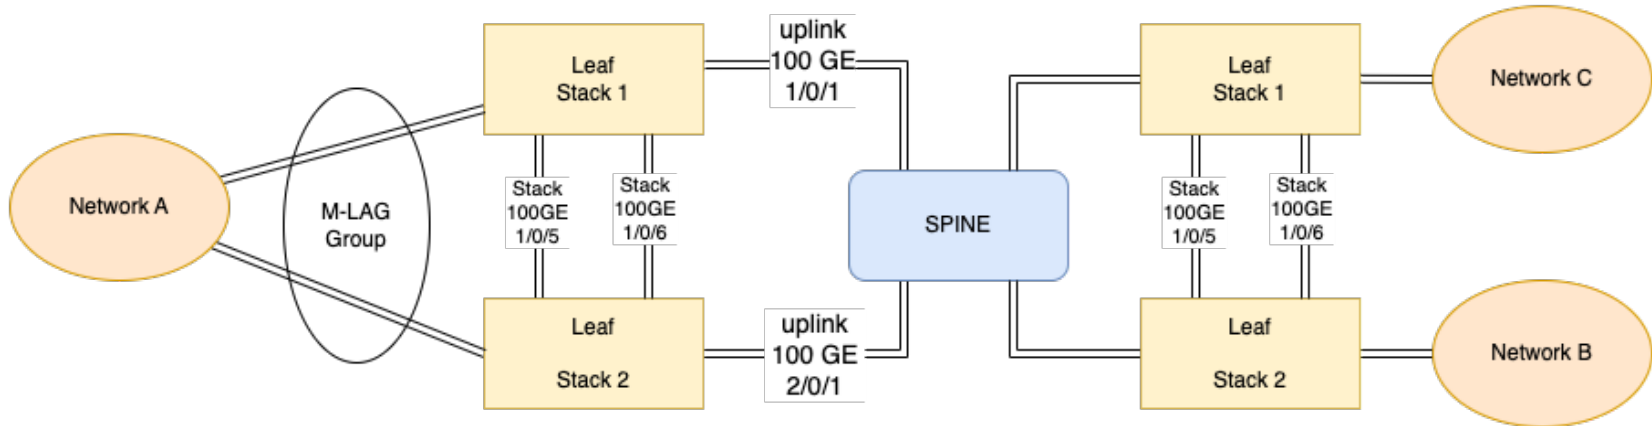 uplink
100 GE
1/0/1
Leaf
Stack 1
Leaf
Stack 1
Network C
Network A
M-LAG
Group
Stack
100GE
1/0/5
Stack
100GE
1/0/6
SPINE
Stack
100GE
1/0/5
Stack
100GE
1/0/6
Leaf
Stack 2
uplink
100 GE
2/0/1
Leaf
Stack 2
Network B